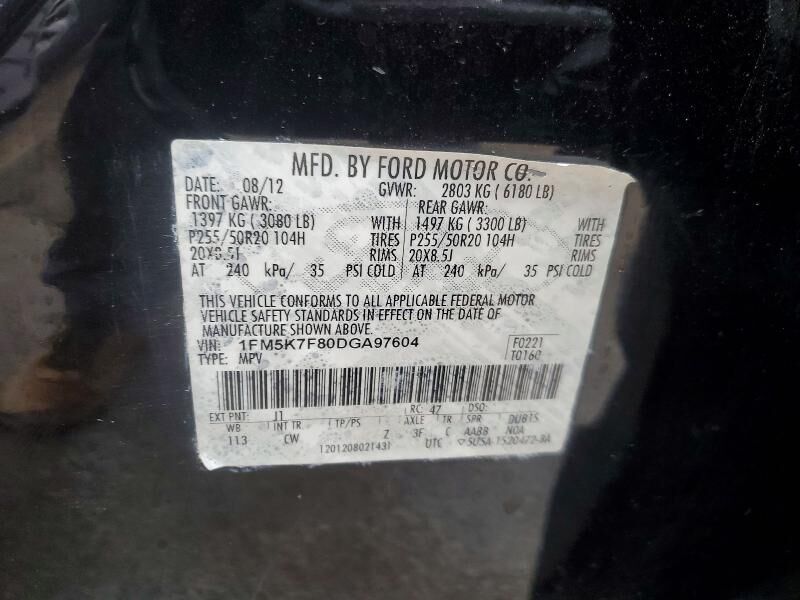 MFD. BY FORD MOTOR CO.
DATE: 08/12 GVWR: 2803 KG ( 6180 LB)
FRONT GAWR: REAR GAWR:
1397 KG ( 3080 LB) WITH 1497 KG ( 3300 LB) WITH
P255/50R20 104H TIRES P255/50R20 104H TIRES
20X8.5J RIMS 20X8.5J RIMS
AT 240 kPa/ 35 PSI COLD AT 240 kPa/ 35 PSI COLD
THIS VEHICLE CONFORMS TO ALL APPLICABLE FEDERAL MOTOR
VEHICLE SAFETY STANDARDS IN EFFECT ON THE DATE OF
MANUFACTURE SHOWN ABOVE.
VIN: 1FM5K7F80DGA97604 F0221
TYPE: MPV T0160
EXT PNT: J1 RC: 47 DSO:
WB INT TR TP/PS AXLE TR SPR
113 CW Z 3F C AABB NOA
1201208021431 UTC